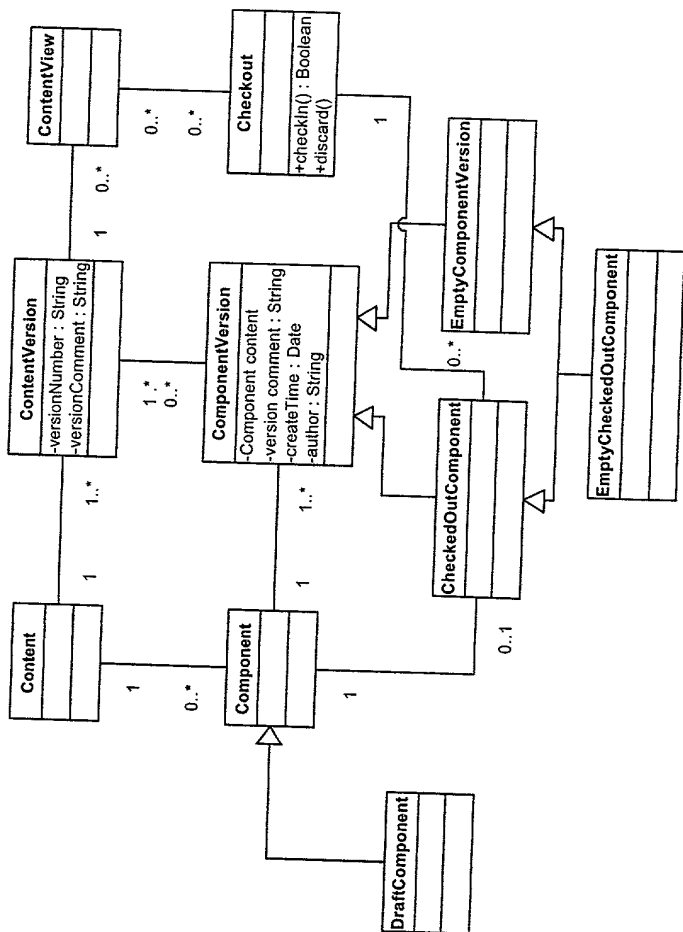 Content
1
1..*
ContentVersion
-versionNumber : String
-versionComment : String
1
0..*
ContentView
1
0..*
1..*
0..*
0..*
0..*
Component
1
1..*
ComponentVersion
-Component content
-version comment : String
-createTime : Date
-author : String
Checkout
+checkIn() : Boolean
+discard()
1
1
0..1
0..*
DraftComponent
CheckedOutComponent
EmptyComponentVersion
EmptyCheckedOutComponent